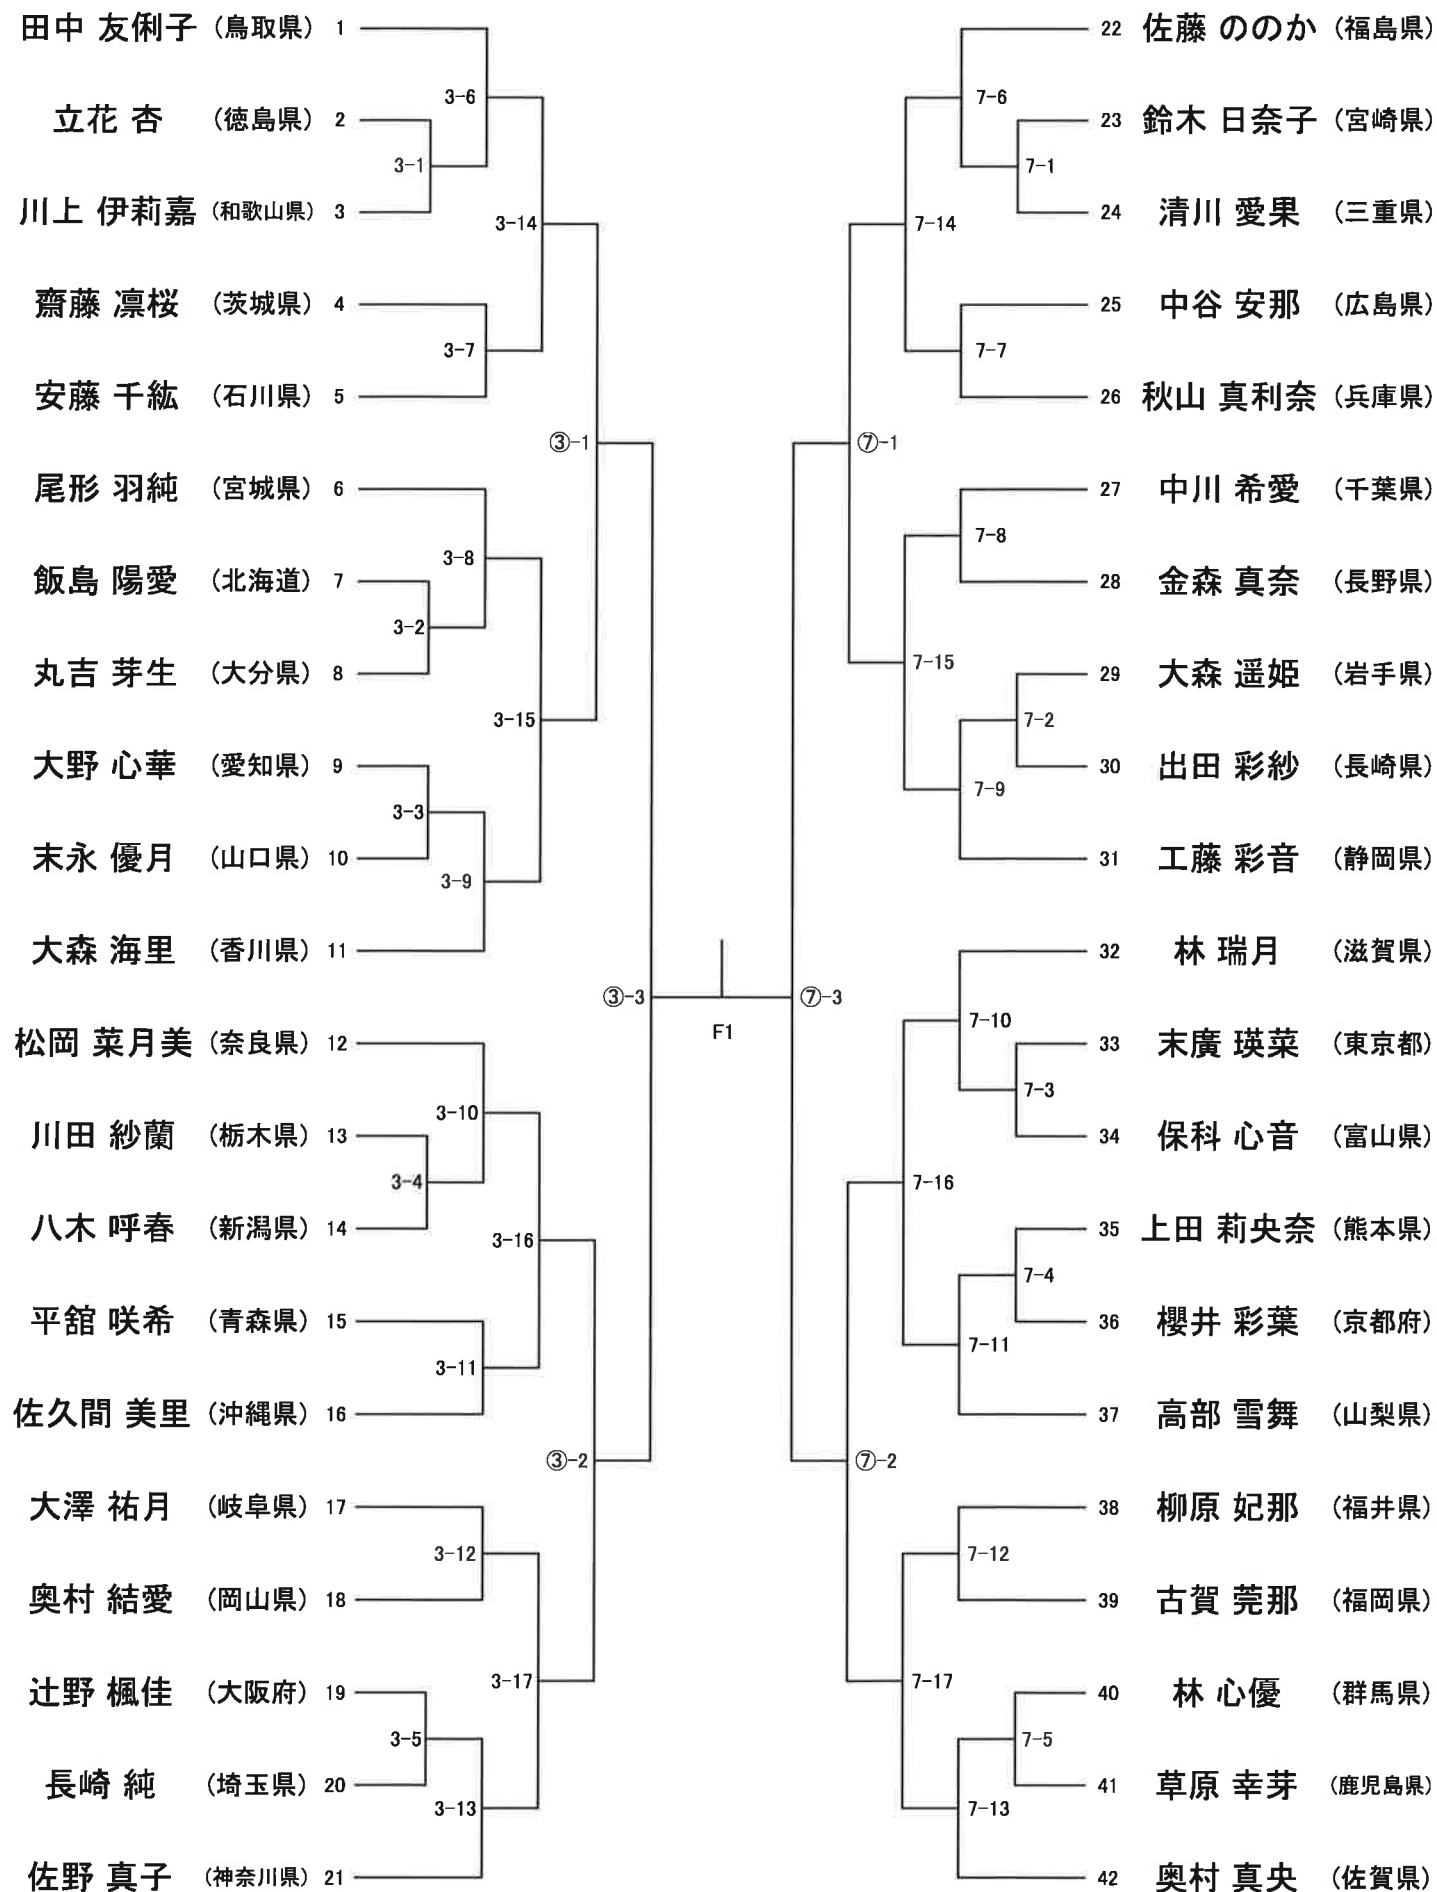 田中 友俐子 （鳥取県） 1
3-6
立花 杏 （徳島県） 2
3-1
川上 伊莉嘉 （和歌山県） 3
3-14
齋藤 凛桜 （茨城県） 4
3-7
安藤 千紘 （石川県） 5
③-1
尾形 羽純 （宮城県） 6
3-8
飯島 陽愛 （北海道） 7
3-2
丸吉 芽生 （大分県） 8
3-15
大野 心華 （愛知県） 9
3-3
末永 優月 （山口県） 10
3-9
大森 海里 （香川県） 11
③-3
松岡 菜月美 （奈良県） 12
3-10
川田 紗蘭 （栃木県） 13
3-4
八木 呼春 （新潟県） 14
3-16
平舘 咲希 （青森県） 15
3-11
佐久間 美里 （沖縄県） 16
③-2
大澤 祐月 （岐阜県） 17
3-12
奥村 結愛 （岡山県） 18
3-17
辻野 楓佳 （大阪府） 19
3-5
長崎 純 （埼玉県） 20
3-13
佐野 真子 （神奈川県） 21
F1
22 佐藤 ののか （福島県）
7-6
23 鈴木 日奈子 （宮崎県）
7-1
24 清川 愛果 （三重県）
7-14
25 中谷 安那 （広島県）
7-7
26 秋山 真利奈 （兵庫県）
⑦-1
27 中川 希愛 （千葉県）
7-8
28 金森 真奈 （長野県）
7-15
29 大森 遥姫 （岩手県）
7-2
30 出田 彩紗 （長崎県）
7-9
31 工藤 彩音 （静岡県）
32 林 瑞月 （滋賀県）
⑦-3
7-10
33 末廣 瑛菜 （東京都）
7-3
34 保科 心音 （富山県）
7-16
35 上田 莉央奈 （熊本県）
7-4
36 櫻井 彩葉 （京都府）
7-11
37 高部 雪舞 （山梨県）
⑦-2
38 柳原 妃那 （福井県）
7-12
39 古賀 莞那 （福岡県）
7-17
40 林 心優 （群馬県）
7-5
41 草原 幸芽 （鹿児島県）
7-13
42 奥村 真央 （佐賀県）